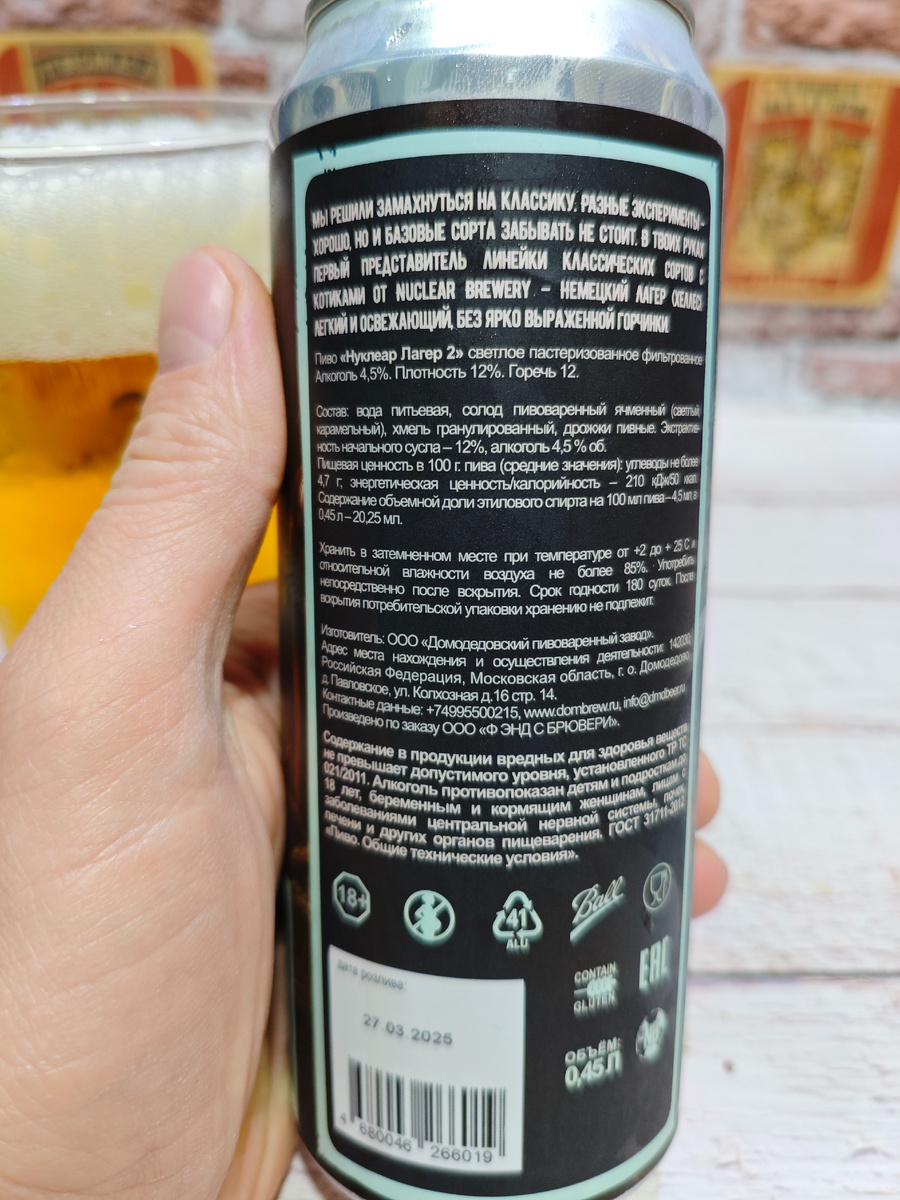 МЫ РЕШИЛИ ЗАМАХНУТЬСЯ НА КЛАССИКУ. РАЗНЫЕ ЭКСПЕРИМЕНТЫ –
ХОРОШО, НО И БАЗОВЫЕ СОРТА ЗАБЫВАТЬ НЕ СТОИТ. В ТВОИХ РУКАХ
ПЕРВЫЙ ПРЕДСТАВИТЕЛЬ ЛИНЕЙКИ КЛАССИЧЕСКИХ СОРТОВ С
КОТИКАМИ ОТ NUCLEAR BREWERY – НЕМЕЦКИЙ ЛАГЕР (ХЕЛЛЕС).
ЛЕГКИЙ И ОСВЕЖАЮЩИЙ, БЕЗ ЯРКО ВЫРАЖЕННОЙ ГОРЧИНКИ.
Пиво «Нуклеар Лагер 2» светлое пастеризованное фильтрованное
Алкоголь 4,5%. Плотность 12%. Горечь 12.
Состав: вода питьевая, солод пивоваренный ячменный (светлый,
карамельный), хмель гранулированный, дрожжи пивные. Экстрактив-
ность начального сусла – 12%, алкоголь 4,5 % об.
Пищевая ценность в 100 г. пива (средние значения): углеводы не более
4,7 г; энергетическая ценность/калорийность – 210 кДж/50 ккал.
Содержание объемной доли этилового спирта на 100 мл пива – 4,5 мл, в
0,45 л – 20,25 мл.
Хранить в затемненном месте при температуре от +2 до + 25 С и
относительной влажности воздуха не более 85%. Употребить
непосредственно после вскрытия. Срок годности 180 суток. После
вскрытия потребительской упаковки хранению не подлежит.
Изготовитель: ООО «Домодедовский пивоваренный завод».
Адрес места нахождения и осуществления деятельности: 142030,
Российская Федерация, Московская область, г. о. Домодедово,
д. Павловское, ул. Колхозная д.16 стр. 14.
Контактные данные: +74995500215, www.dombrew.ru, info@dmdbeer.ru
Произведено по заказу ООО «Ф ЭНД С БРЮВЕРИ».
Содержание в продукции вредных для здоровья веществ
не превышает допустимого уровня, установленного ТР ТС
021/2011. Алкоголь противопоказан детям и подросткам до
18 лет, беременным и кормящим женщинам, лицам с
заболеваниями центральной нервной системы, почек,
печени и других органов пищеварения. ГОСТ 31711-2012
«Пиво. Общие технические условия».
18+
41
ALU
Ball
CONTAIN
GLUTEN
EAC
дата розлива:
27.03.2025
ОБЪЁМ:
0,45 Л
4 680046 266019